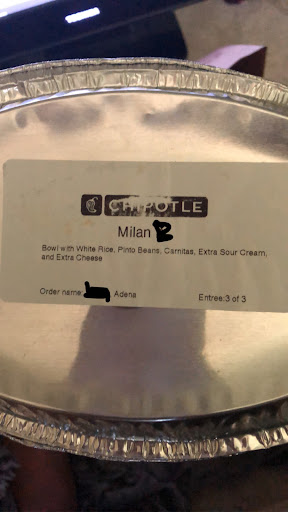 CHIPOTLE
Milan
Bowl with White Rice, Pinto Beans, Carnitas, Extra Sour Cream,
and Extra Cheese
Order name: Adena Entree:3 of 3